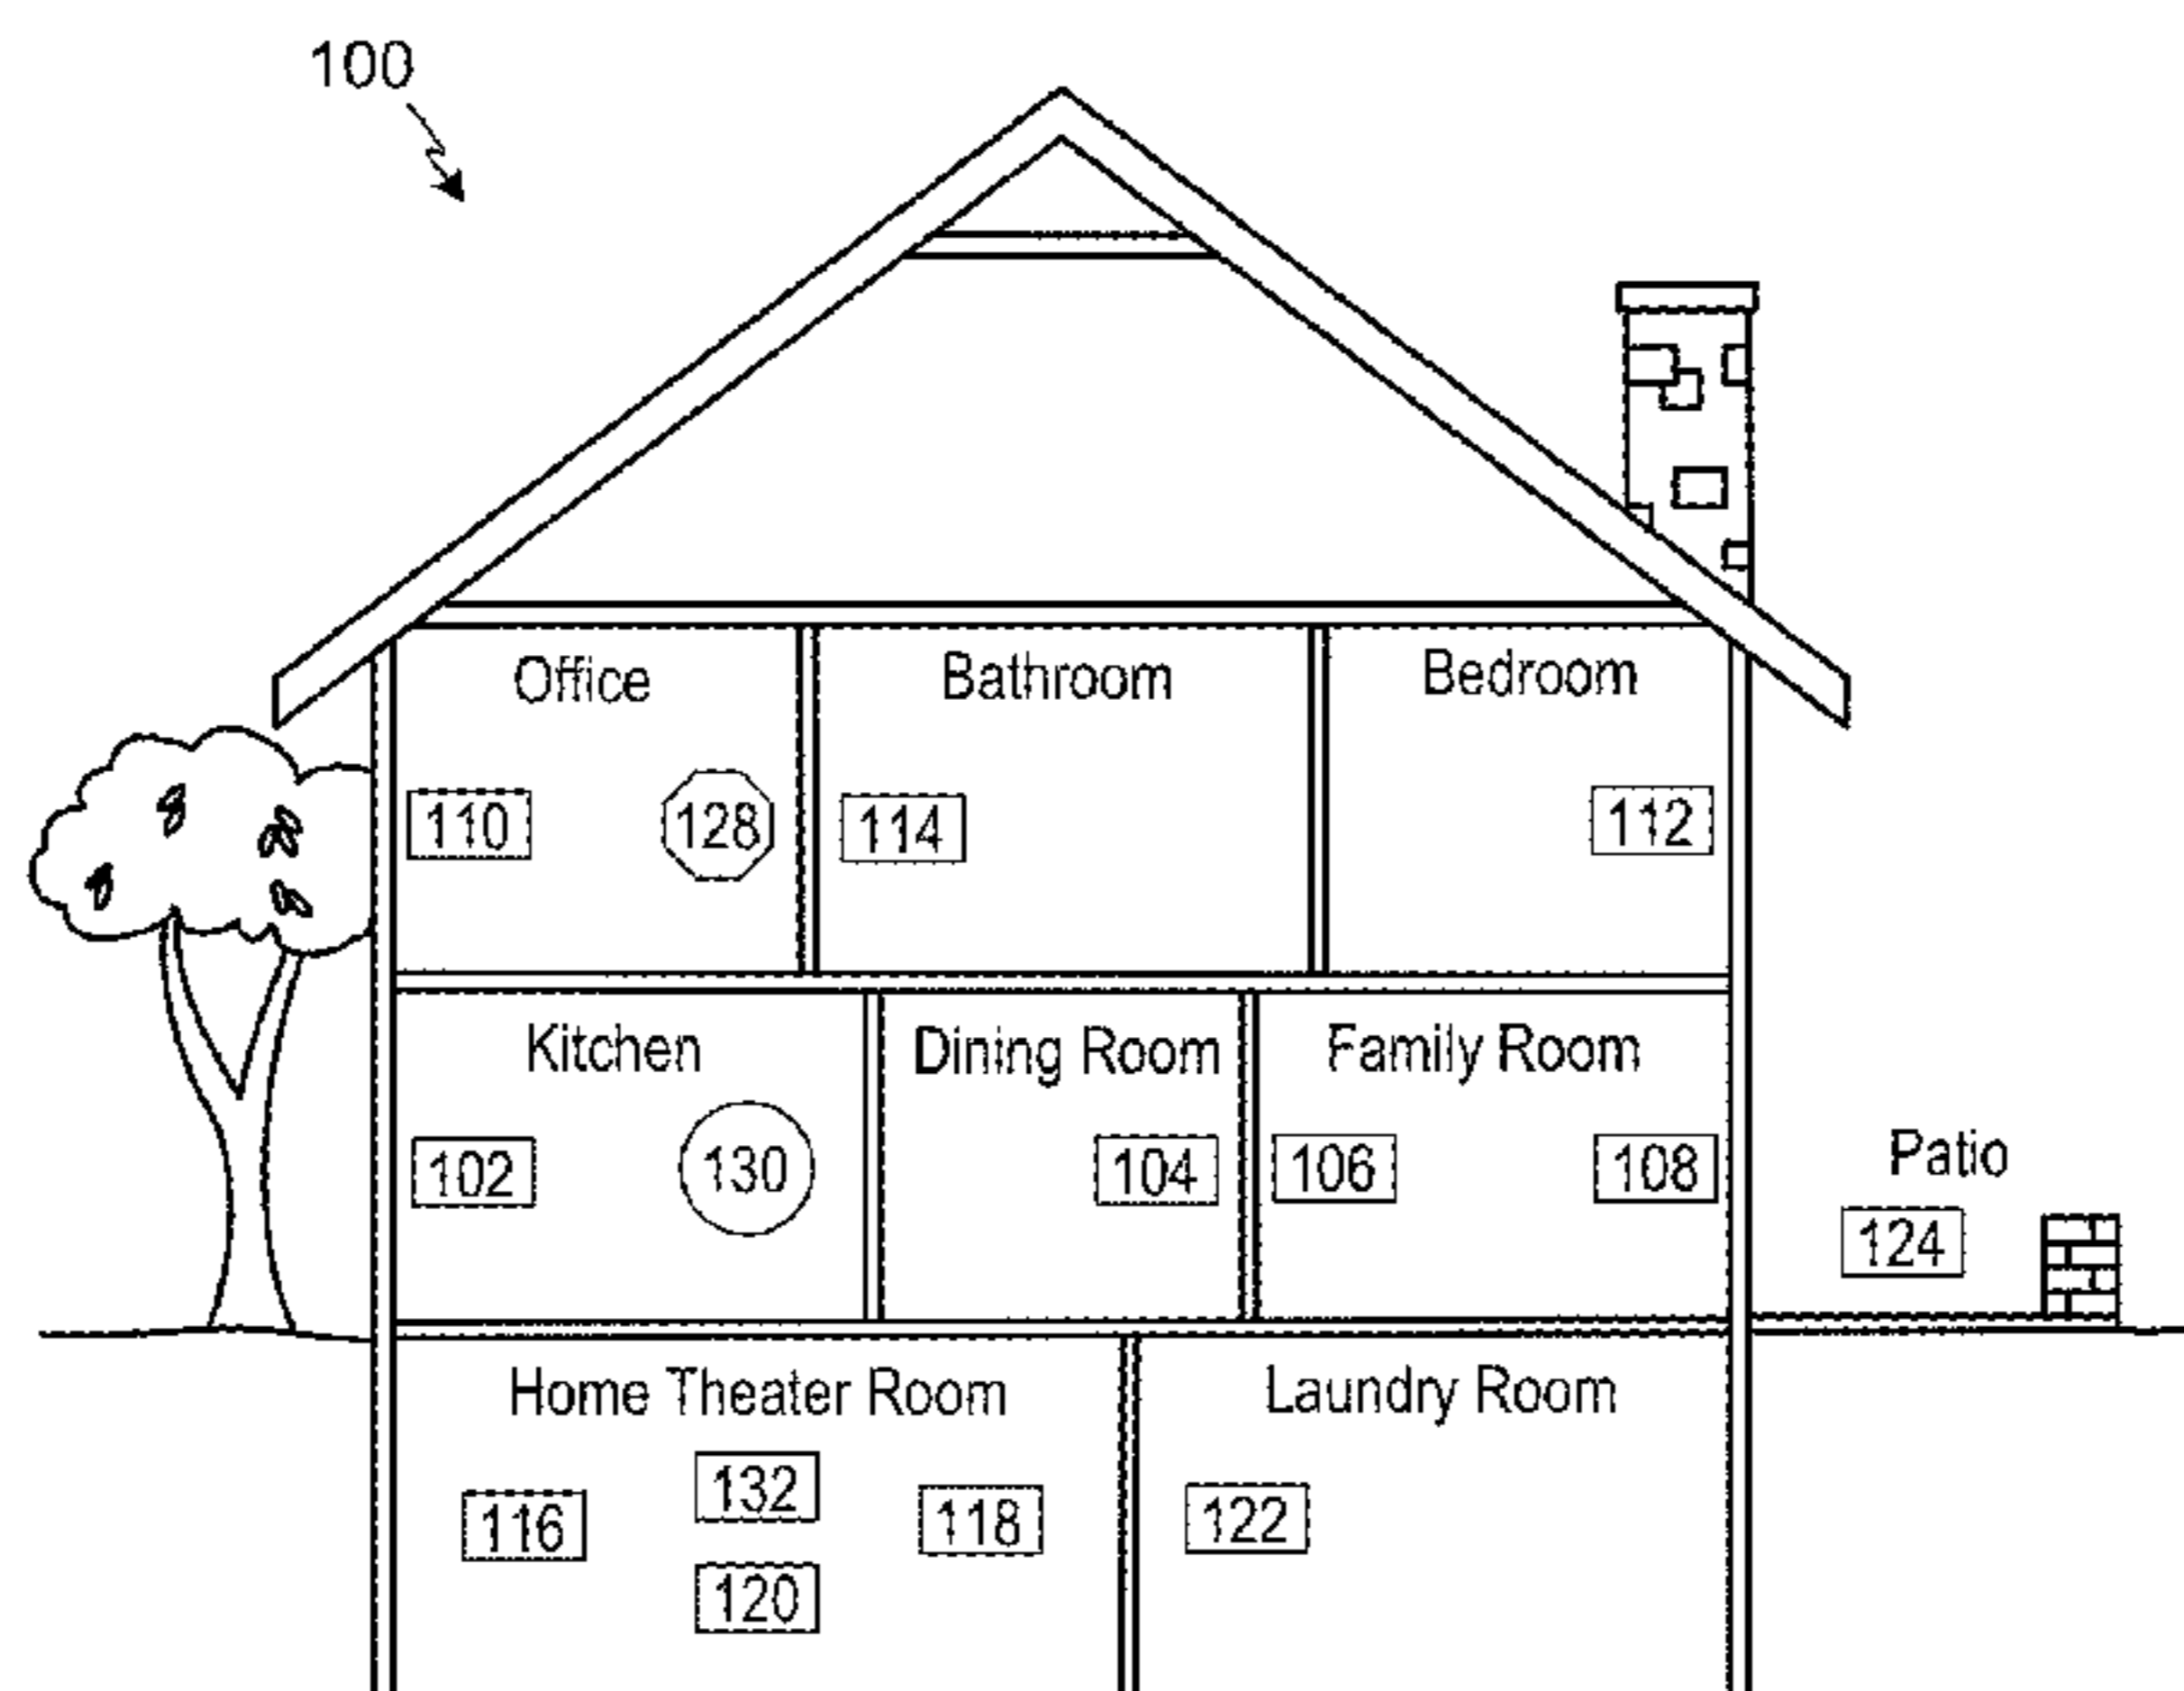 100
Office Bathroom Bedroom
110 128 114 112
Kitchen Dining Room Family Room
102 130 104 106 108 Patio
124
Home Theater Room Laundry Room
132
116 118 122
120